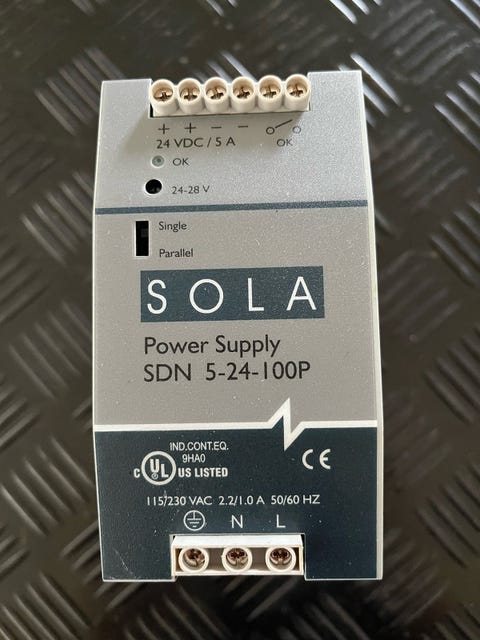 + + − −
24 VDC / 5 A OK
OK
24-28 V
Single
Parallel
SOLA
Power Supply
SDN 5-24-100P
IND.CONT.EQ.
9HA0
C UL US LISTED
CE
115/230 VAC 2.2/1.0 A 50/60 HZ
N L